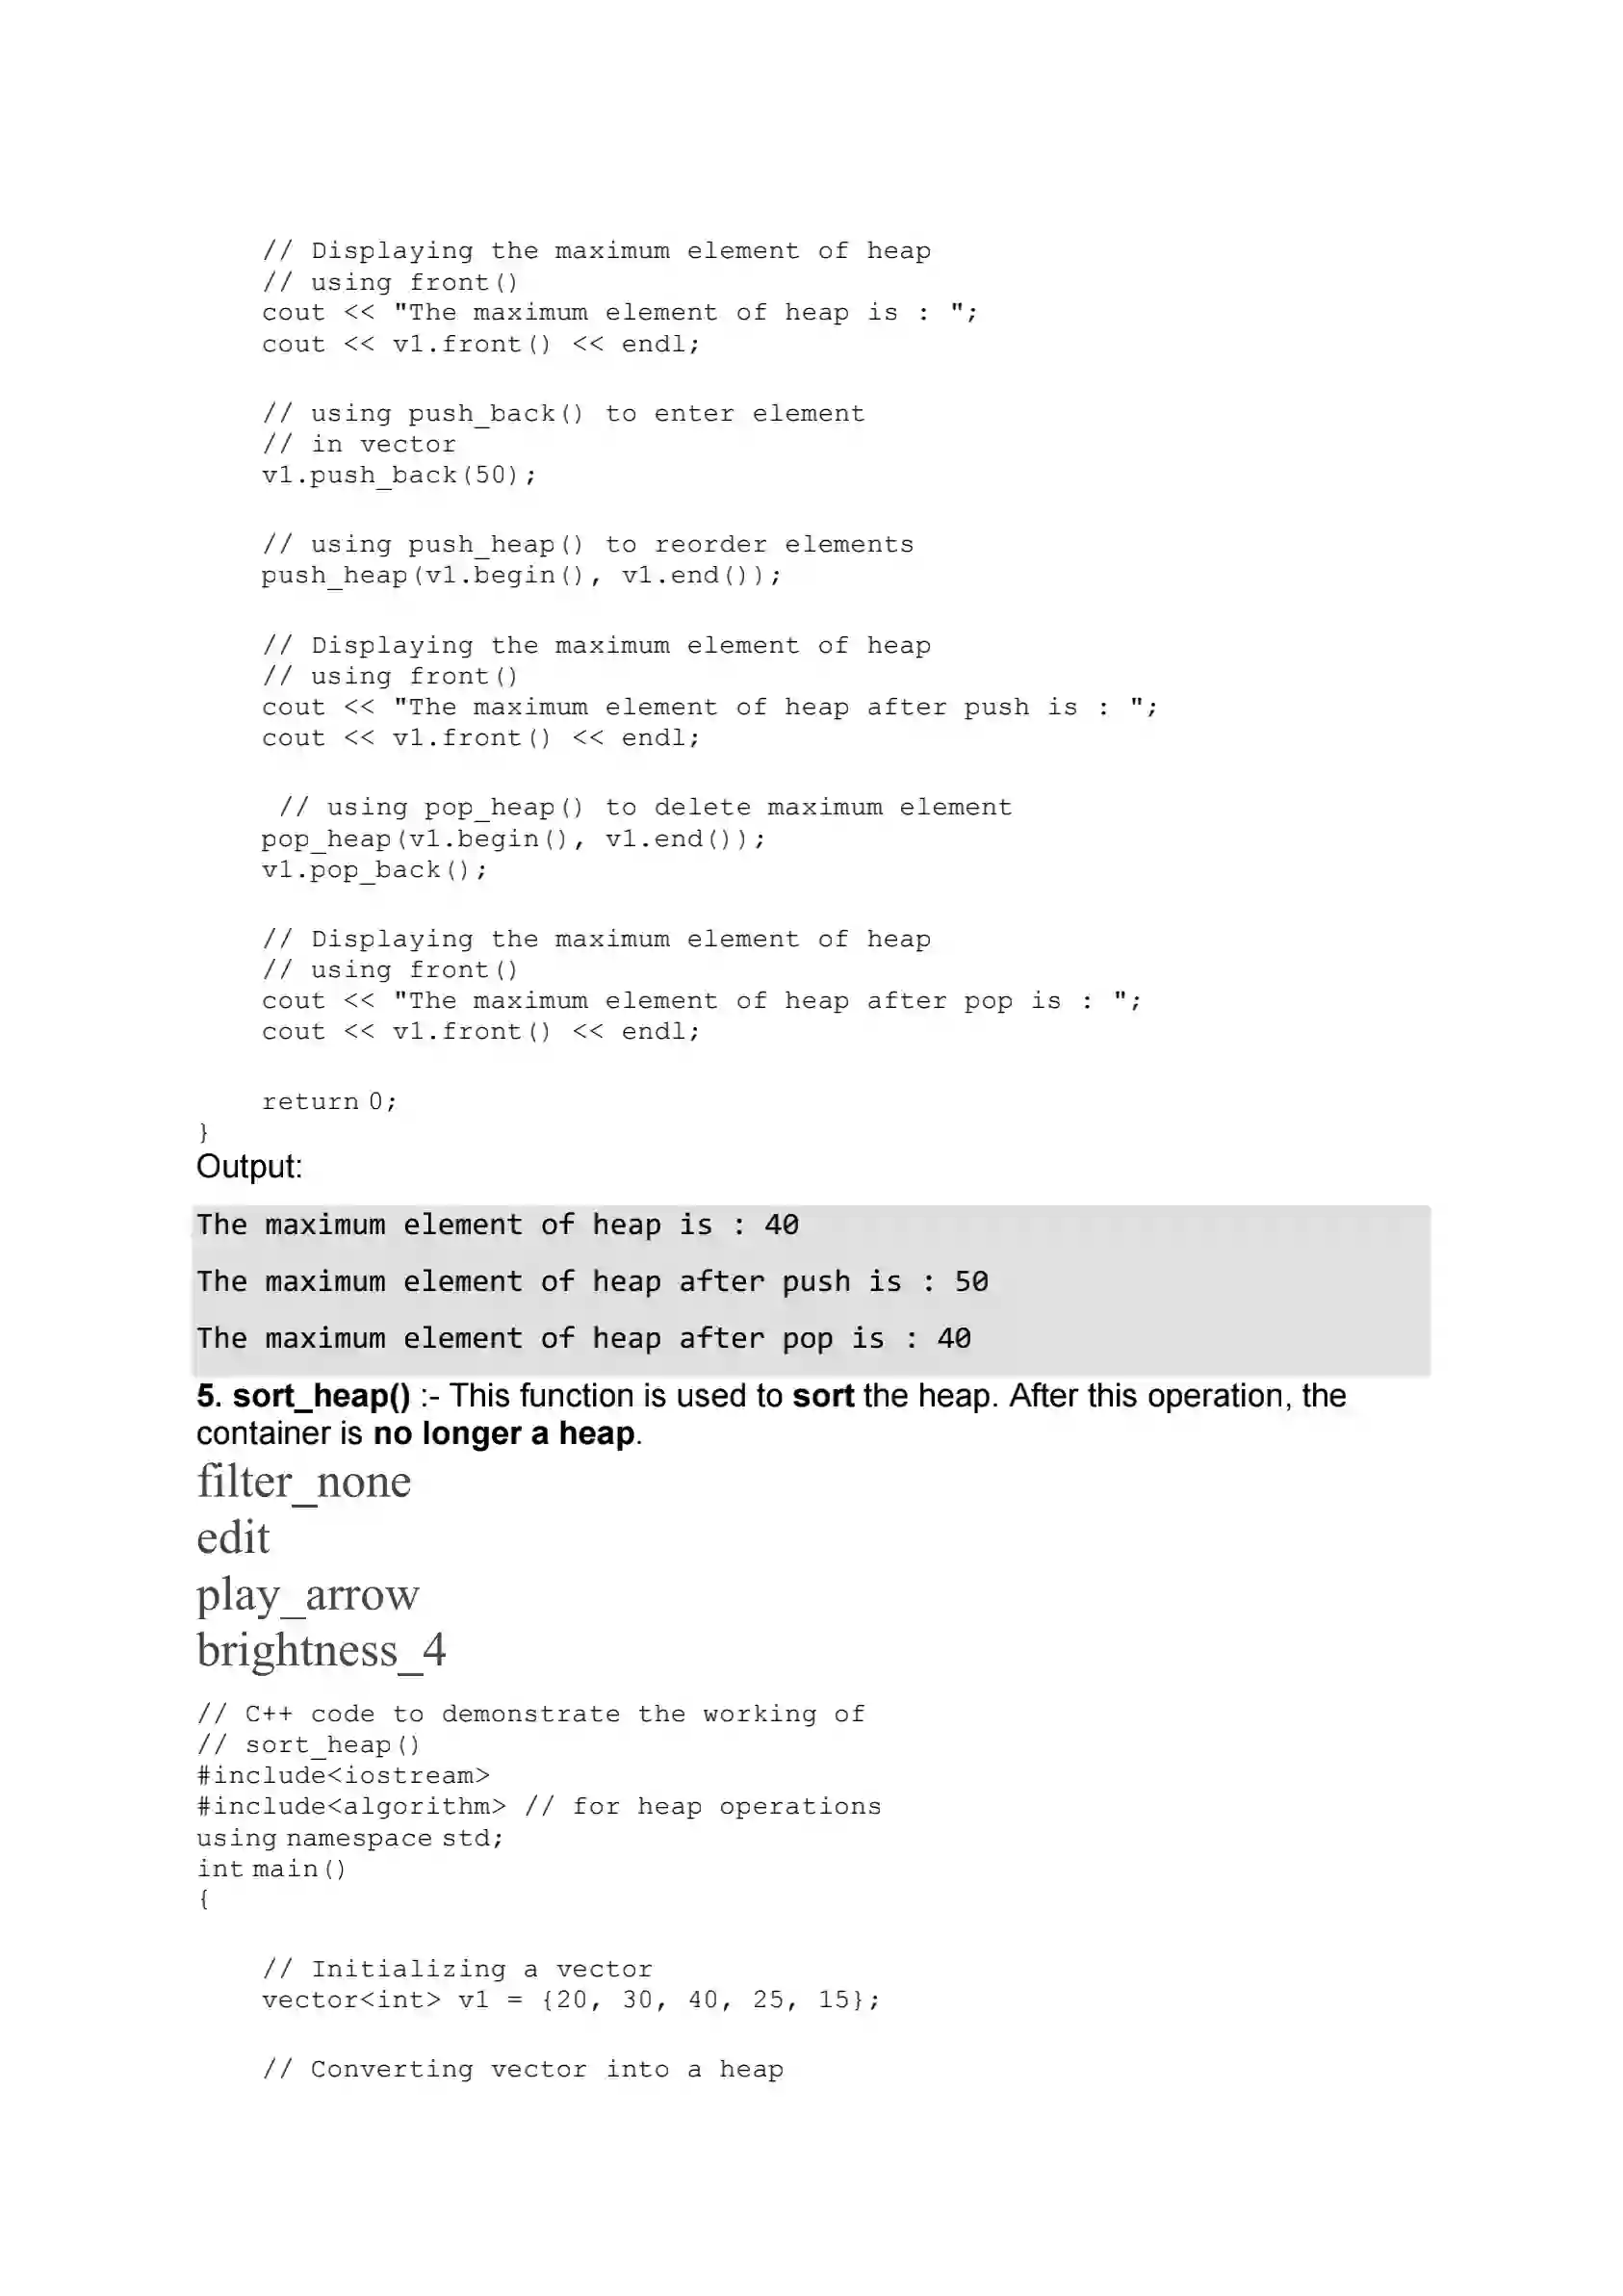 // Displaying the maximum element of heap
// using front()
cout << "The maximum element of heap is : ";
cout << v1.front() << endl;
// using push_back() to enter element
// in vector
v1.push_back(50);
// using push_heap() to reorder elements
push_heap(v1.begin(), v1.end());
// Displaying the maximum element of heap
// using front()
cout << "The maximum element of heap after push is : ";
cout << v1.front() << endl;
// using pop_heap() to delete maximum element
pop_heap(v1.begin(), v1.end());
v1.pop_back();
// Displaying the maximum element of heap
// using front()
cout << "The maximum element of heap after pop is : ";
cout << v1.front() << endl;
return 0;
}
Output:
The maximum element of heap is : 40
The maximum element of heap after push is : 50
The maximum element of heap after pop is : 40
5. sort_heap() :- This function is used to sort the heap. After this operation, the
container is no longer a heap.
filter_none
edit
play_arrow
brightness_4
// C++ code to demonstrate the working of
// sort_heap()
#include<iostream>
#include<algorithm> // for heap operations
using namespace std;
int main()
{
// Initializing a vector
vector<int> v1 = {20, 30, 40, 25, 15};
// Converting vector into a heap